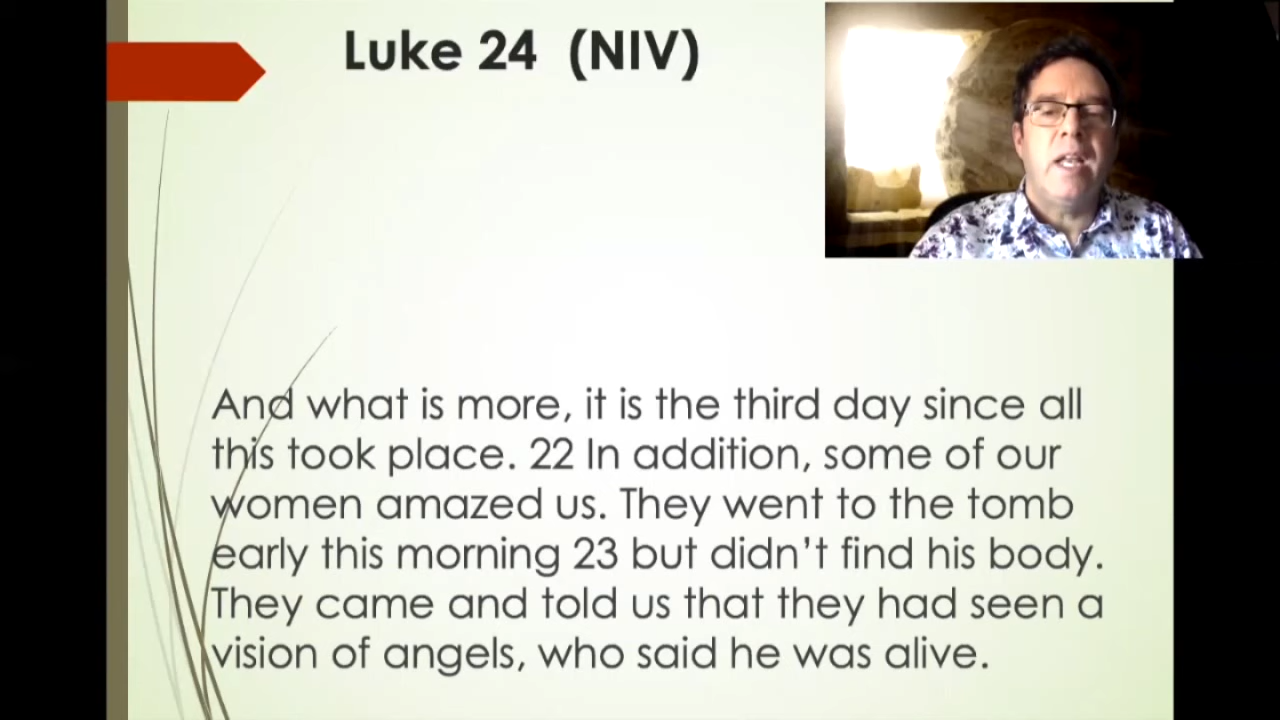 Luke 24 (NIV)
And what is more, it is the third day since all
this took place. 22 In addition, some of our
women amazed us. They went to the tomb
early this morning 23 but didn’t find his body.
They came and told us that they had seen a
vision of angels, who said he was alive.